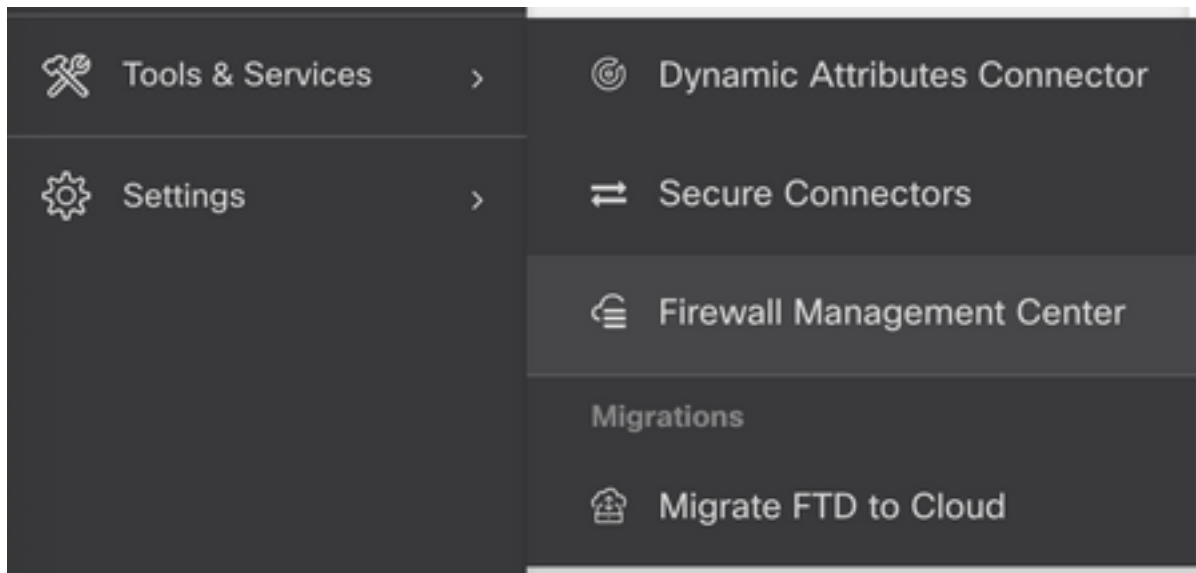 Tools & Services
Settings
Dynamic Attributes Connector
Secure Connectors
Firewall Management Center
Migrations
Migrate FTD to Cloud